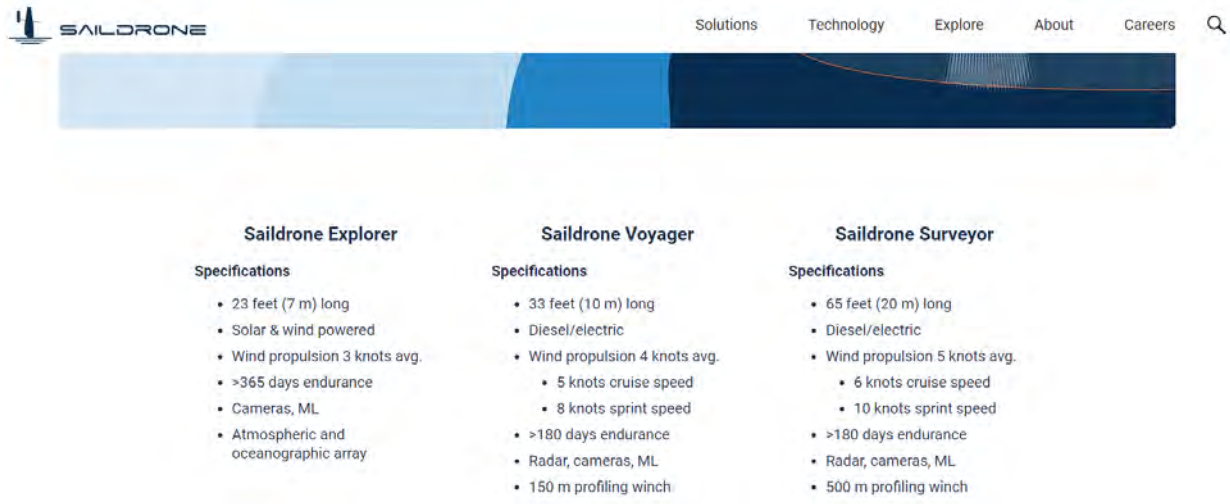 SAILDRONE
Solutions Technology Explore About Careers
Saildrone Explorer
Specifications
• 23 feet (7 m) long
• Solar & wind powered
• Wind propulsion 3 knots avg.
• >365 days endurance
• Cameras, ML
• Atmospheric and
oceanographic array
Saildrone Voyager
Specifications
• 33 feet (10 m) long
• Diesel/electric
• Wind propulsion 4 knots avg.
• 5 knots cruise speed
• 8 knots sprint speed
• >180 days endurance
• Radar, cameras, ML
• 150 m profiling winch
Saildrone Surveyor
Specifications
• 65 feet (20 m) long
• Diesel/electric
• Wind propulsion 5 knots avg.
• 6 knots cruise speed
• 10 knots sprint speed
• >180 days endurance
• Radar, cameras, ML
• 500 m profiling winch